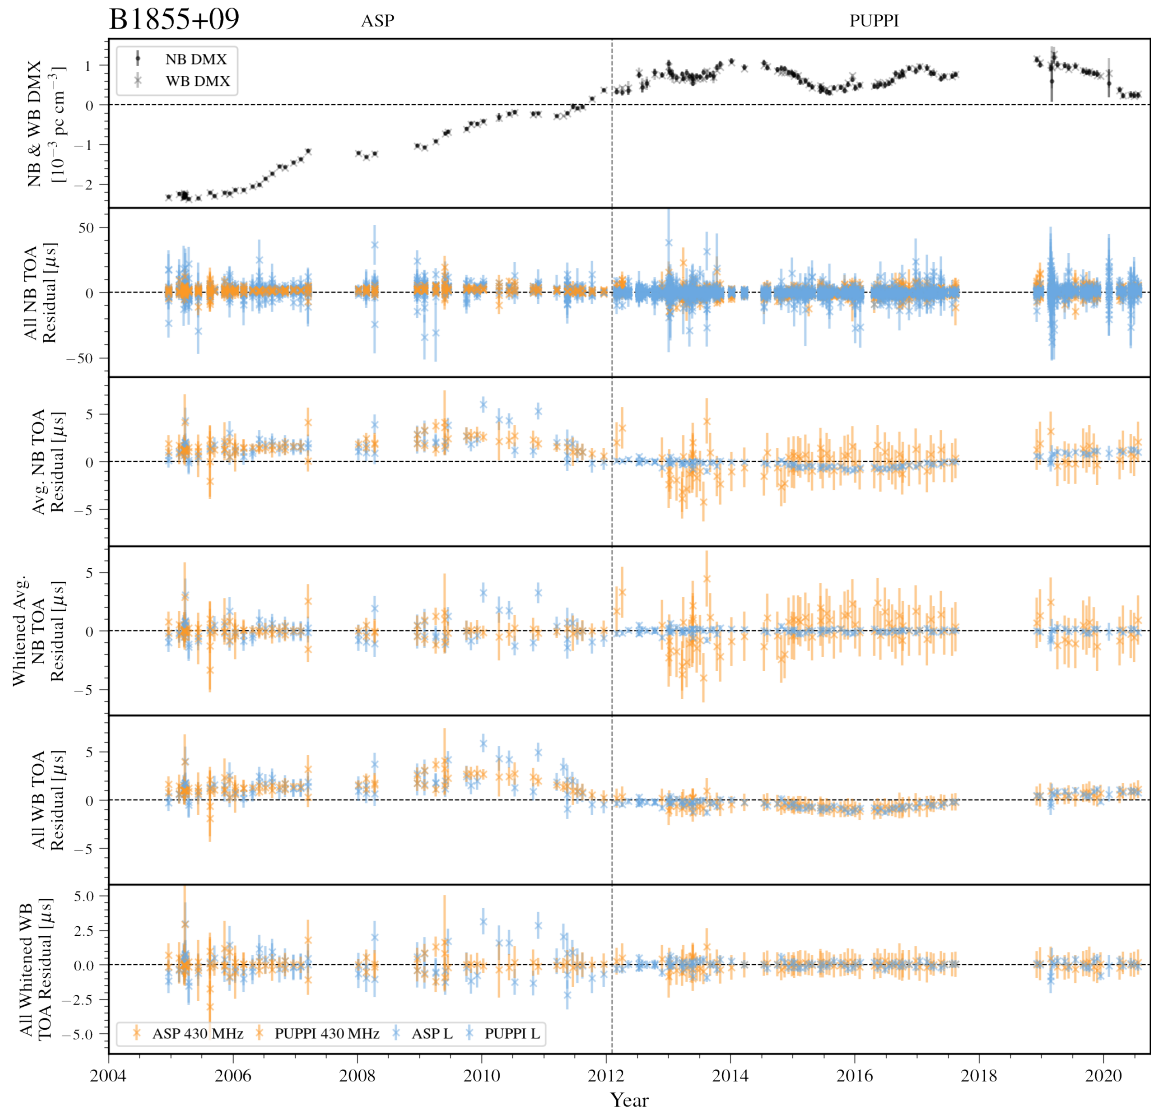 B1855+09
ASP
PUPPI
NB DMX
WB DMX
NB & WB DMX
[10⁻³ pc cm⁻³]
1
0
−1
−2
All NB TOA
Residual [μs]
50
0
−50
Avg. NB TOA
Residual [μs]
5
0
−5
Whitened Avg.
NB TOA
Residual [μs]
5
0
−5
All WB TOA
Residual [μs]
5
0
−5
All Whitened WB
TOA Residual [μs]
5.0
2.5
0.0
−2.5
−5.0
ASP 430 MHz
PUPPI 430 MHz
ASP L
PUPPI L
2004 2006 2008 2010 2012 2014 2016 2018 2020
Year